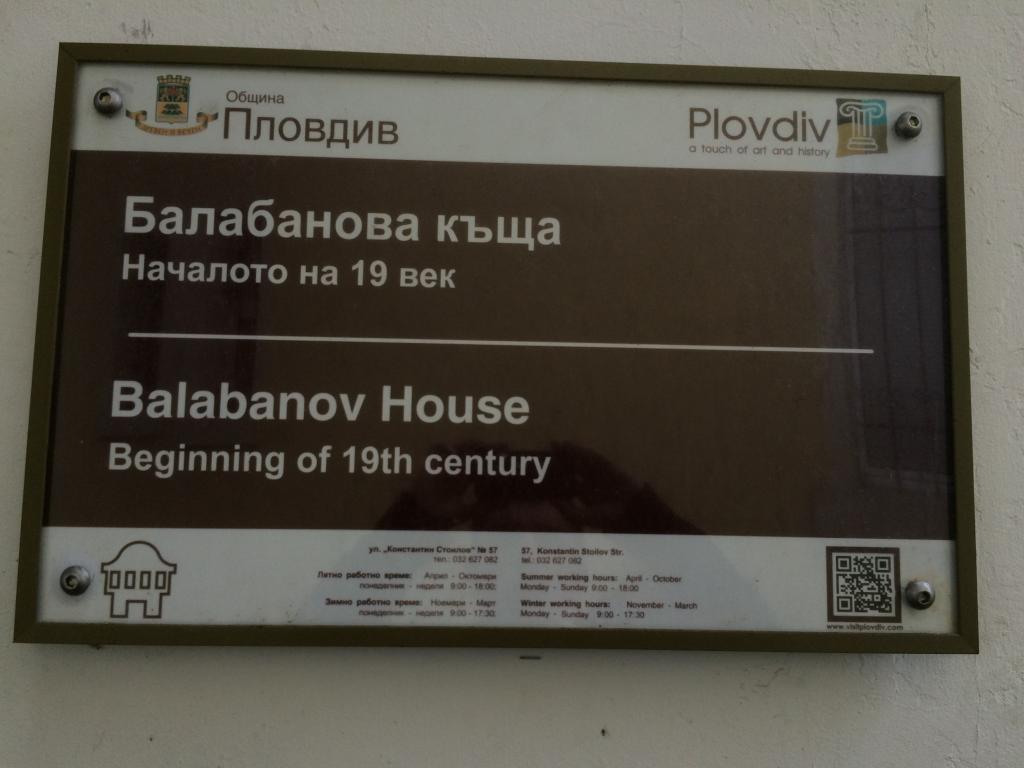 Община
Пловдив
Plovdiv
a touch of art and history
Балабанова къща
Началото на 19 век
Balabanov House
Beginning of 19th century
ул. „Константин Стоилов" № 57
тел.: 032 627 082
Лятно работно време: Април - Октомври
понеделник - неделя 9:00 - 18:00;
Зимно работно време: Ноември - Март
понеделник - неделя 9:00 - 17:30;
57, Konstantin Stoilov Str.
tel.: 032 627 082
Summer working hours: April - October
Monday - Sunday 9:00 - 18:00
Winter working hours: November - March
Monday - Sunday 9:00 - 17:30
www.visitplovdiv.com